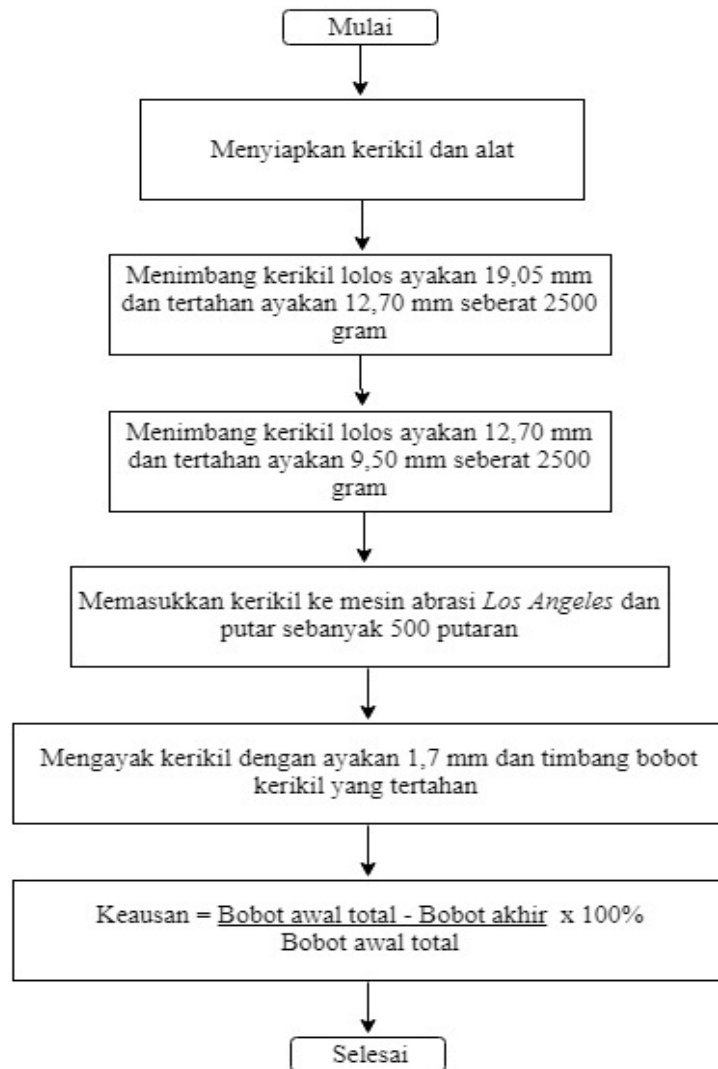 Mulai
Menyiapkan kerikil dan alat
Menimbang kerikil lolos ayakan 19,05 mm
dan tertahan ayakan 12,70 mm seberat 2500
gram
Menimbang kerikil lolos ayakan 12,70 mm
dan tertahan ayakan 9,50 mm seberat 2500
gram
Memasukkan kerikil ke mesin abrasi Los Angeles dan
putar sebanyak 500 putaran
Mengayak kerikil dengan ayakan 1,7 mm dan timbang bobot
kerikil yang tertahan
Keausan = Bobot awal total - Bobot akhir x 100%
Bobot awal total
Selesai